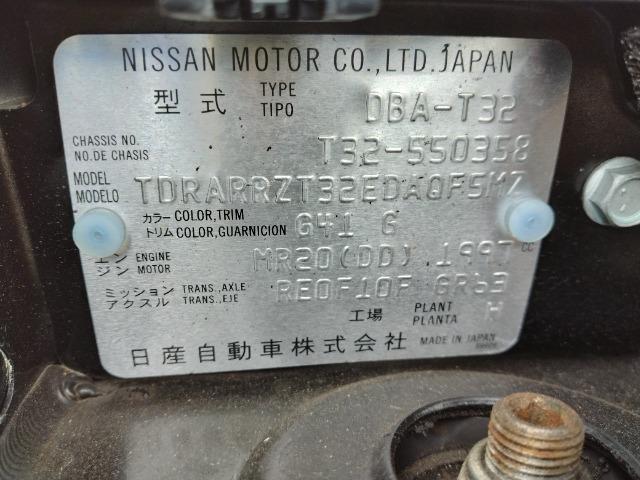 NISSAN MOTOR CO.,LTD. JAPAN
型式 TYPE TIPO DBA-T32
CHASSIS NO. NO.DE CHASIS T32-550358
MODEL MODELO TDRARRZT32EDAQF5MZ
カラー COLOR,TRIM トリム COLOR,GUARNICION G41 G
エンジン ENGINE MOTOR MR20(DD) 1997 CC
ミッション アクスル TRANS.,AXLE TRANS.,EJE RE0F10F GR63
工場 PLANT PLANTA H
日産自動車株式会社 MADE IN JAPAN